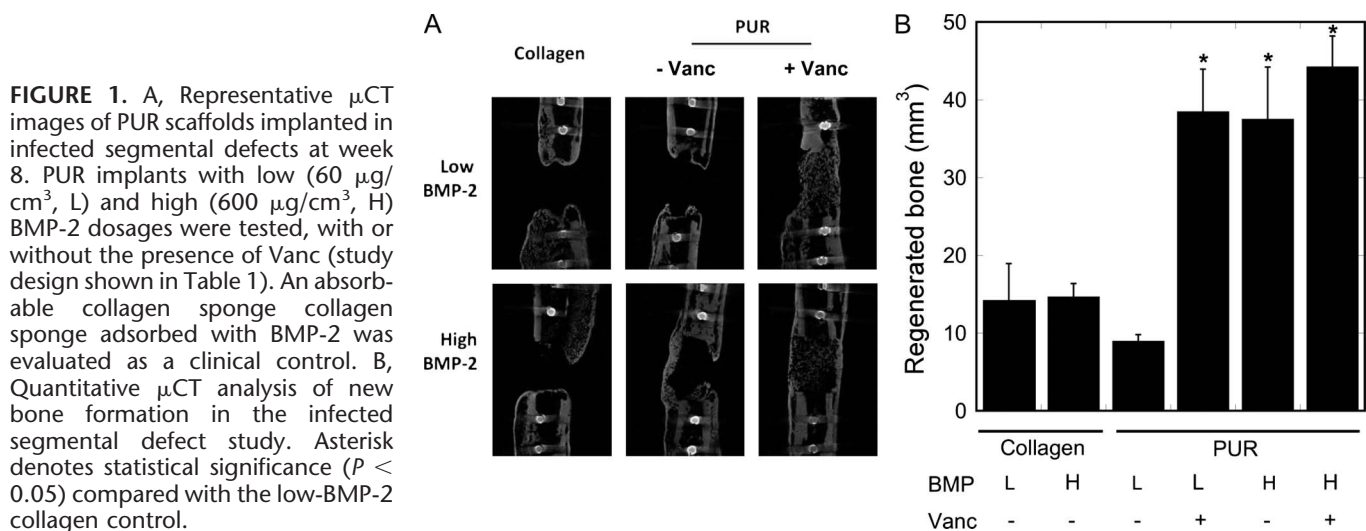 FIGURE 1. A, Representative μCT
images of PUR scaffolds implanted in
infected segmental defects at week
8. PUR implants with low (60 μg/
cm³, L) and high (600 μg/cm³, H)
BMP-2 dosages were tested, with or
without the presence of Vanc (study
design shown in Table 1). An absorb-
able collagen sponge collagen
sponge adsorbed with BMP-2 was
evaluated as a clinical control. B,
Quantitative μCT analysis of new
bone formation in the infected
segmental defect study. Asterisk
denotes statistical significance (P <
0.05) compared with the low-BMP-2
collagen control.
A
PUR
Collagen
- Vanc + Vanc
Low
BMP-2
High
BMP-2
B
Regenerated bone (mm³)
50
40
30
20
10
0
* * *
Collagen PUR
BMP L H L L H H
Vanc - - - + - +